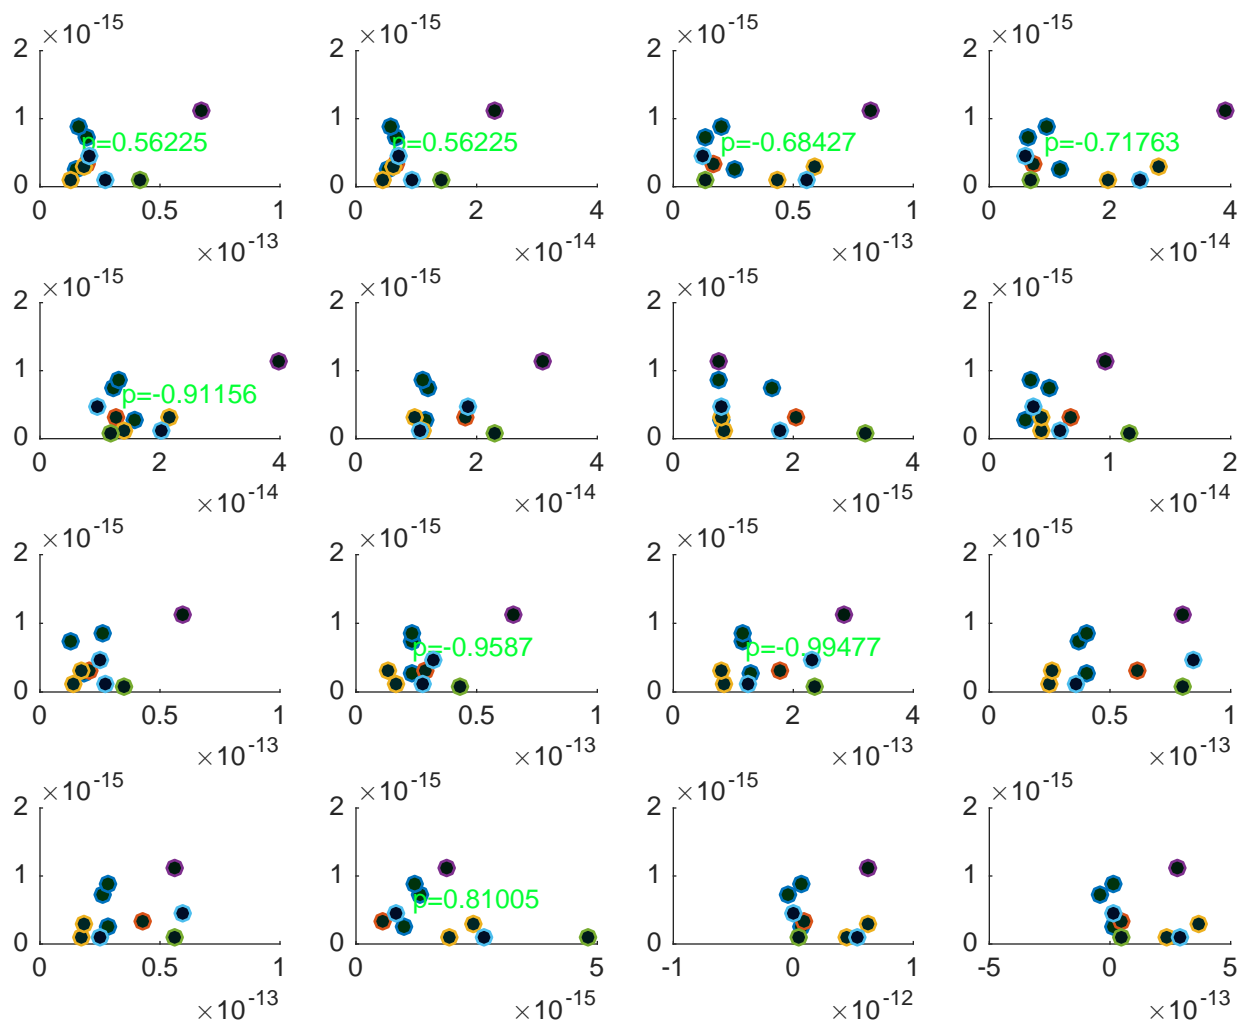 ×10-15 ×10-15 ×10-15 ×10-15
2 2 2 2
1 1 1 1
p=0.56225 p=0.56225 p=-0.68427 p=-0.71763
0 0 0 0
0 0.5 1 0 2 4 0 0.5 1 0 2 4
×10-13 ×10-14 ×10-13 ×10-14
×10-15 ×10-15 ×10-15 ×10-15
2 2 2 2
1 1 1 1
p=-0.91156
0 0 0 0
0 2 4 0 2 4 0 2 4 0 1 2
×10-14 ×10-14 ×10-15 ×10-14
×10-15 ×10-15 ×10-15 ×10-15
2 2 2 2
1 1 1 1
p=-0.9587 p=-0.99477
0 0 0 0
0 0.5 1 0 0.5 1 0 2 4 0 0.5 1
×10-13 ×10-13 ×10-13 ×10-13
×10-15 ×10-15 ×10-15 ×10-15
2 2 2 2
1 1 1 1
p=0.81005
0 0 0 0
0 0.5 1 0 5 -1 0 1 -5 0 5
×10-13 ×10-15 ×10-12 ×10-13